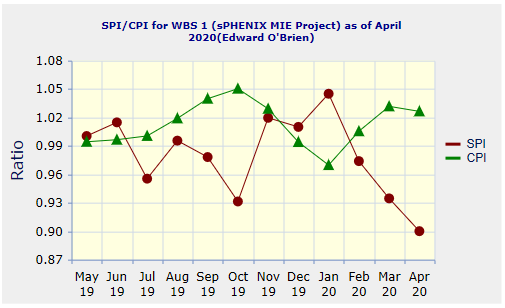 SPI/CPI for WBS 1 (sPHENIX MIE Project) as of April
2020(Edward O'Brien)
1.08
1.05
1.02
0.99
0.96
0.93
0.90
0.87
Ratio
SPI
CPI
May Jun Jul Aug Sep Oct Nov Dec Jan Feb Mar Apr
19 19 19 19 19 19 19 19 20 20 20 20